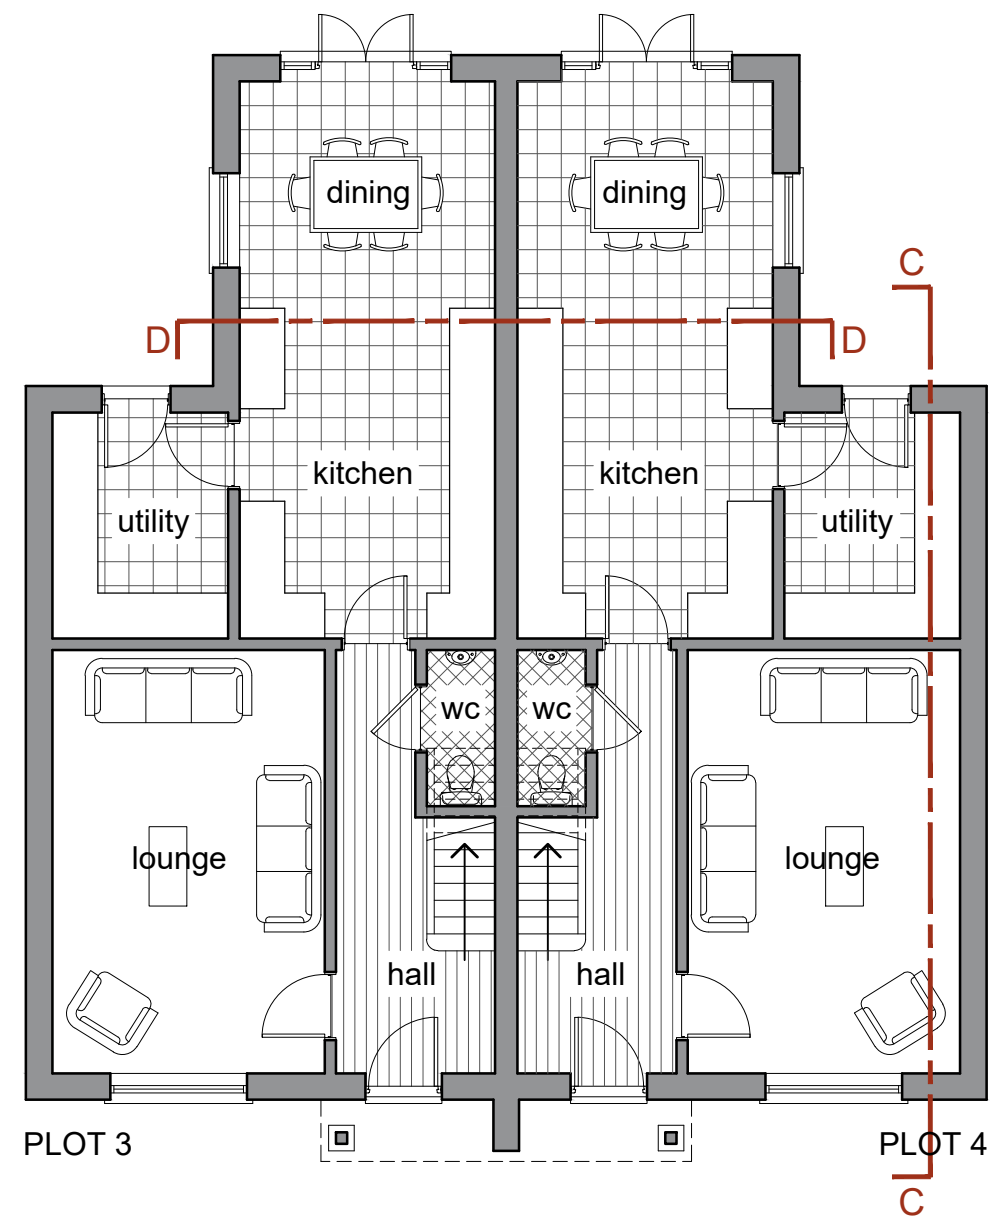 dining dining
C
D D
kitchen kitchen
utility utility
wc wc
lounge lounge
hall hall
PLOT 3 PLOT 4
C